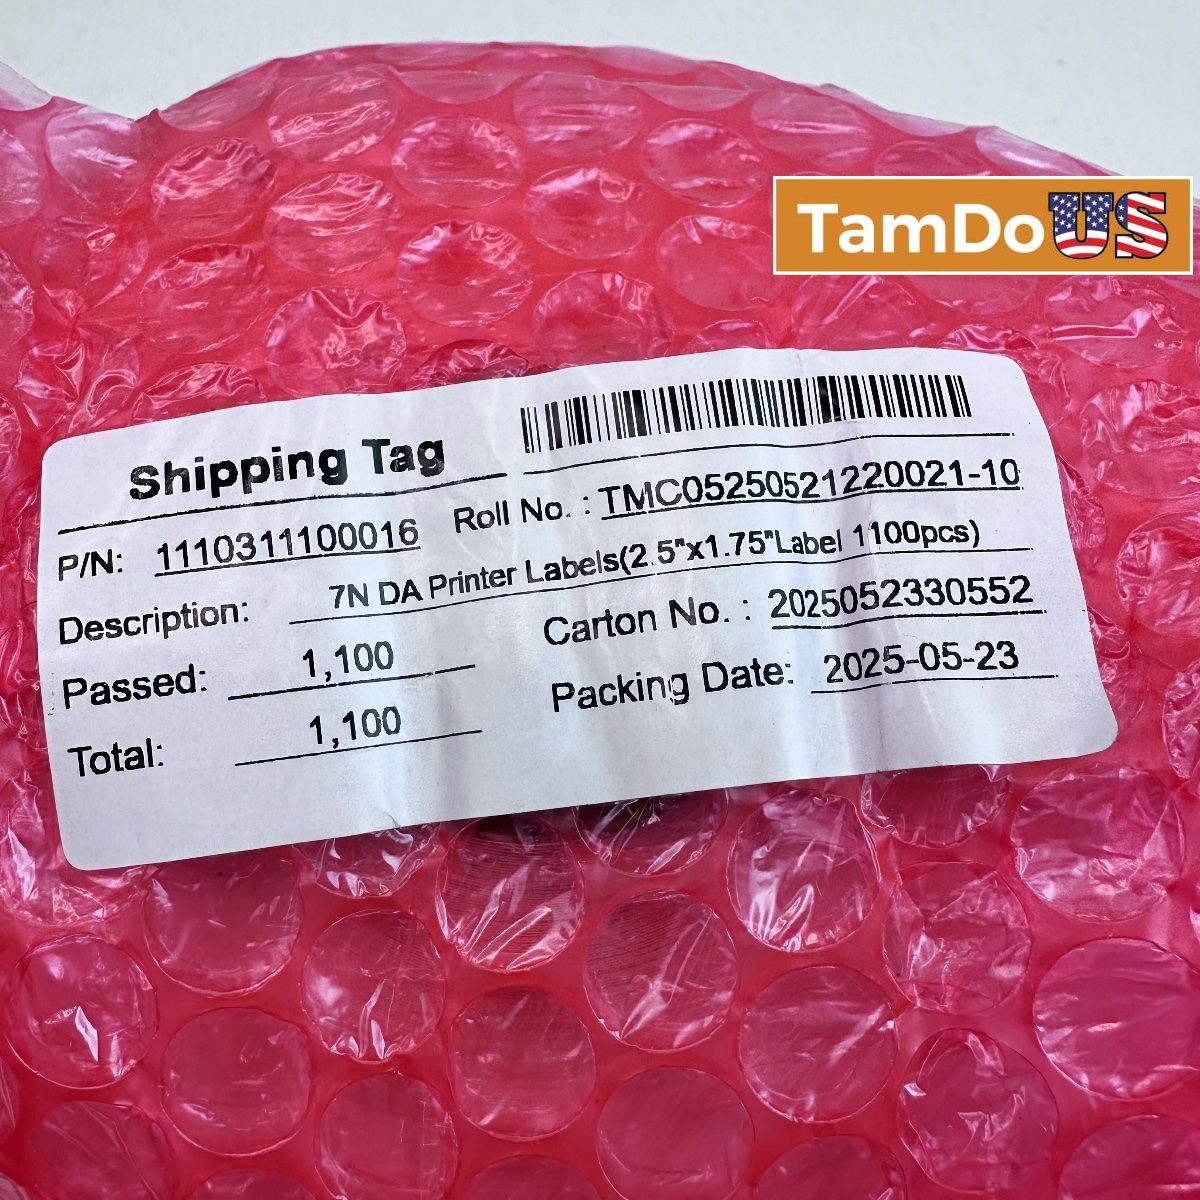 TamDoUS
Shipping Tag
P/N: 1110311100016 Roll No. : TMC05250521220021-10
Description: 7N DA Printer Labels(2.5"x1.75"Label 1100pcs)
Passed: 1,100 Carton No. : 2025052330552
Total: 1,100 Packing Date: 2025-05-23